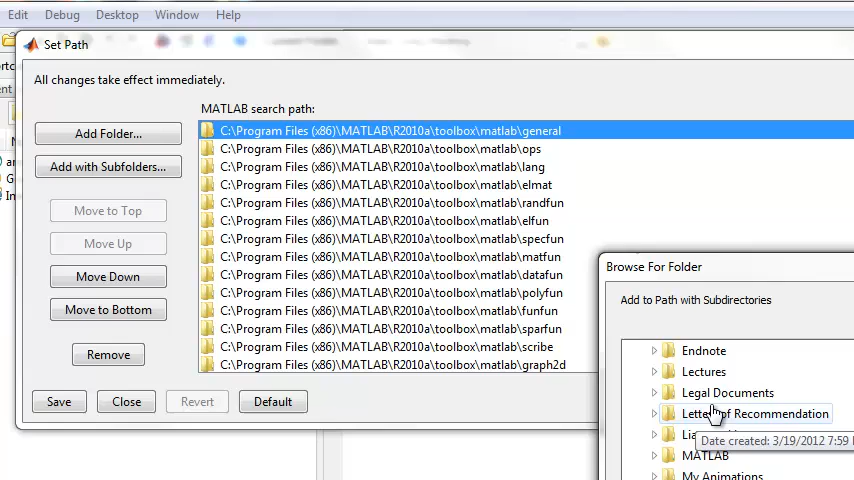 Edit Debug Desktop Window Help
Set Path
All changes take effect immediately.
MATLAB search path:
Add Folder...
Add with Subfolders...
Move to Top
Move Up
Move Down
Move to Bottom
Remove
C:\Program Files (x86)\MATLAB\R2010a\toolbox\matlab\general
C:\Program Files (x86)\MATLAB\R2010a\toolbox\matlab\ops
C:\Program Files (x86)\MATLAB\R2010a\toolbox\matlab\lang
C:\Program Files (x86)\MATLAB\R2010a\toolbox\matlab\elmat
C:\Program Files (x86)\MATLAB\R2010a\toolbox\matlab\randfun
C:\Program Files (x86)\MATLAB\R2010a\toolbox\matlab\elfun
C:\Program Files (x86)\MATLAB\R2010a\toolbox\matlab\specfun
C:\Program Files (x86)\MATLAB\R2010a\toolbox\matlab\matfun
C:\Program Files (x86)\MATLAB\R2010a\toolbox\matlab\datafun
C:\Program Files (x86)\MATLAB\R2010a\toolbox\matlab\polyfun
C:\Program Files (x86)\MATLAB\R2010a\toolbox\matlab\funfun
C:\Program Files (x86)\MATLAB\R2010a\toolbox\matlab\sparfun
C:\Program Files (x86)\MATLAB\R2010a\toolbox\matlab\scribe
C:\Program Files (x86)\MATLAB\R2010a\toolbox\matlab\graph2d
Save Close Revert Default
Browse For Folder
Add to Path with Subdirectories
Endnote
Lectures
Legal Documents
Letter of Recommendation
Date created: 3/19/2012 7:59
MATLAB
My Animations